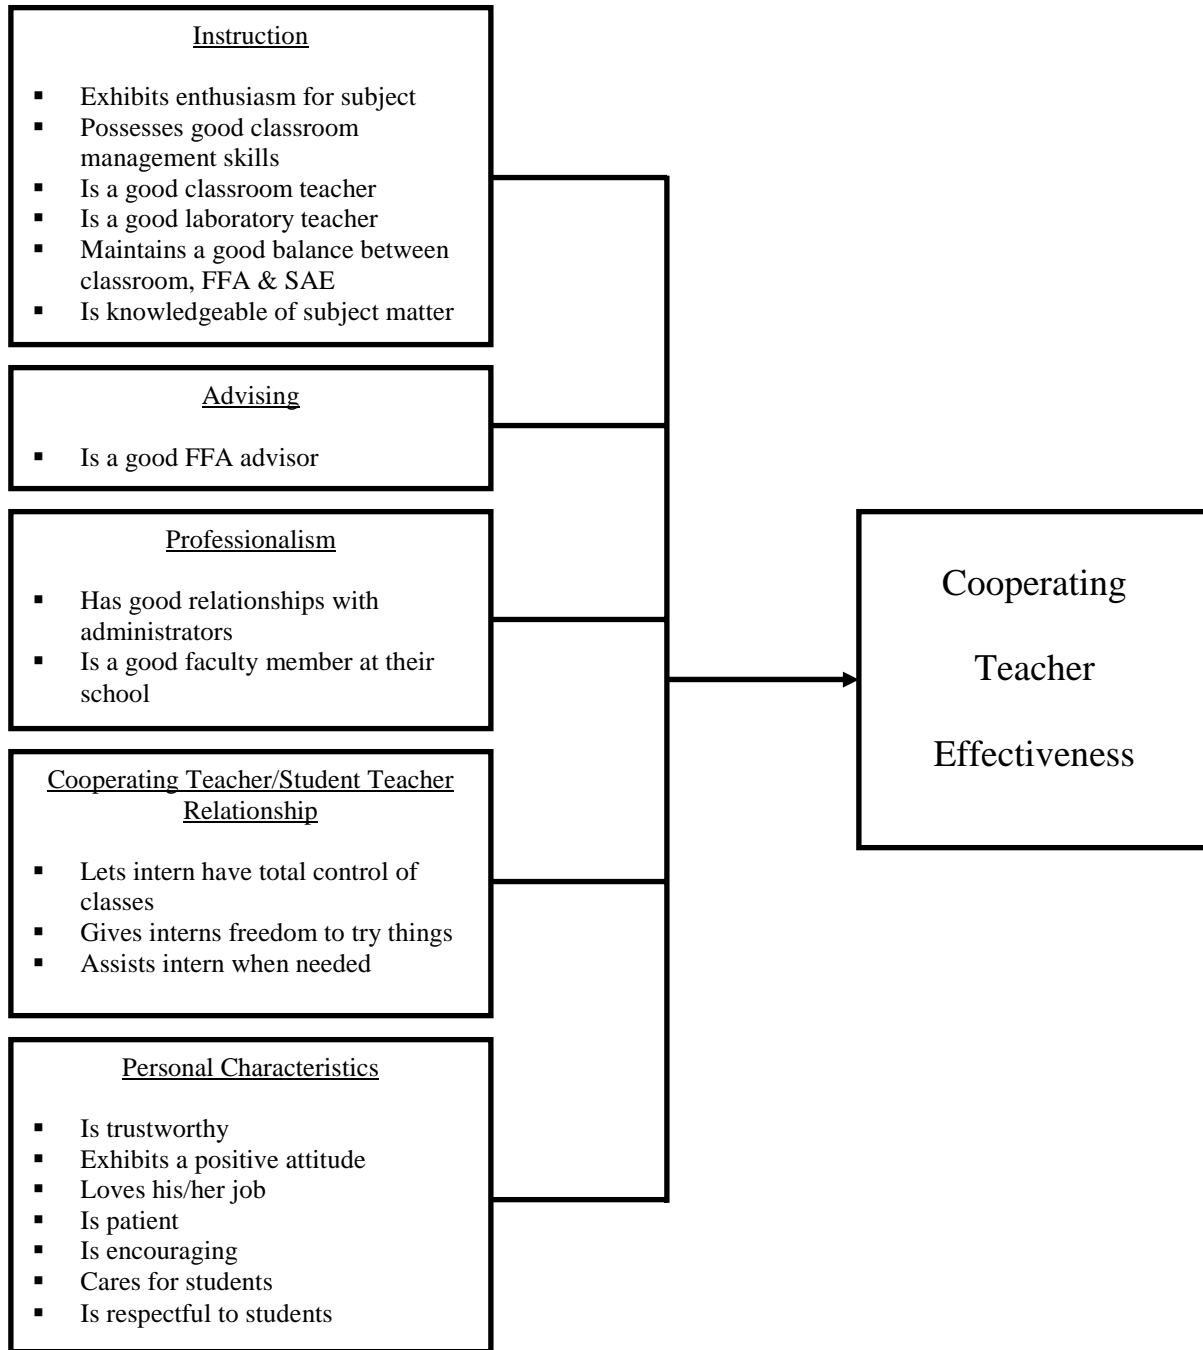 Instruction
▪ Exhibits enthusiasm for subject
▪ Possesses good classroom
management skills
▪ Is a good classroom teacher
▪ Is a good laboratory teacher
▪ Maintains a good balance between
classroom, FFA & SAE
▪ Is knowledgeable of subject matter
Advising
▪ Is a good FFA advisor
Professionalism
▪ Has good relationships with
administrators
▪ Is a good faculty member at their
school
Cooperating Teacher/Student Teacher
Relationship
▪ Lets intern have total control of
classes
▪ Gives interns freedom to try things
▪ Assists intern when needed
Personal Characteristics
▪ Is trustworthy
▪ Exhibits a positive attitude
▪ Loves his/her job
▪ Is patient
▪ Is encouraging
▪ Cares for students
▪ Is respectful to students
Cooperating
Teacher
Effectiveness